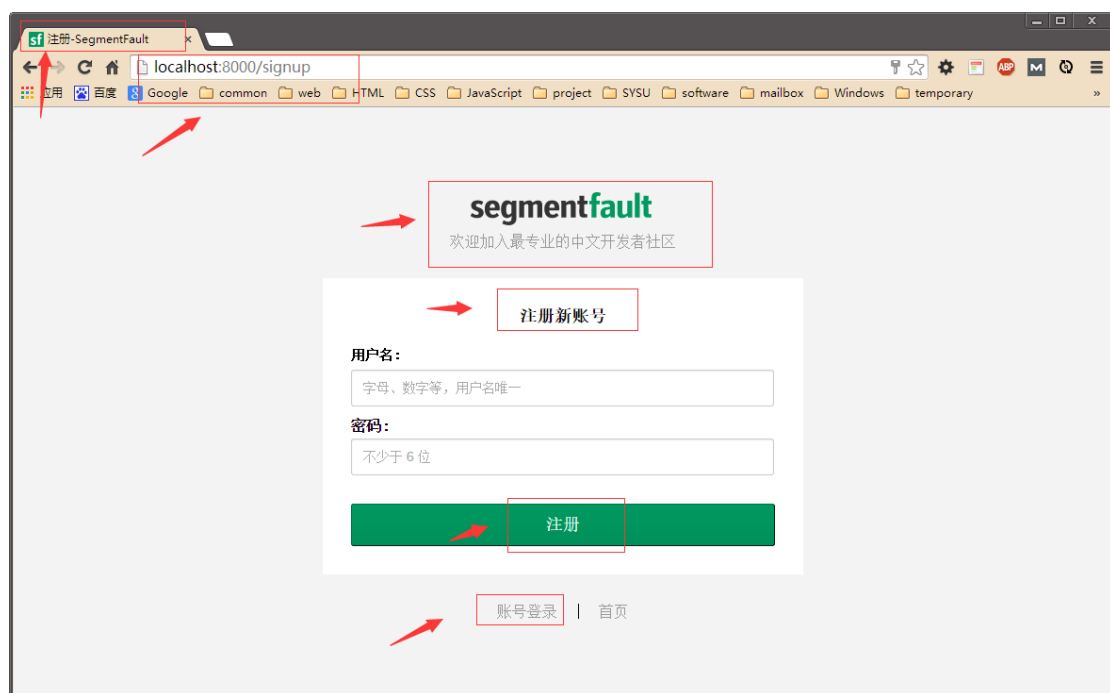 sf 注册-SegmentFault ×
localhost:8000/signup ABP M
应用 百度 8 Google common web HTML CSS JavaScript project SYSU software mailbox Windows temporary »
segmentfault
欢迎加入最专业的中文开发者社区
注册新账号
用户名：
字母、数字等，用户名唯一
密码：
不少于 6 位
注册
账号登录 | 首页